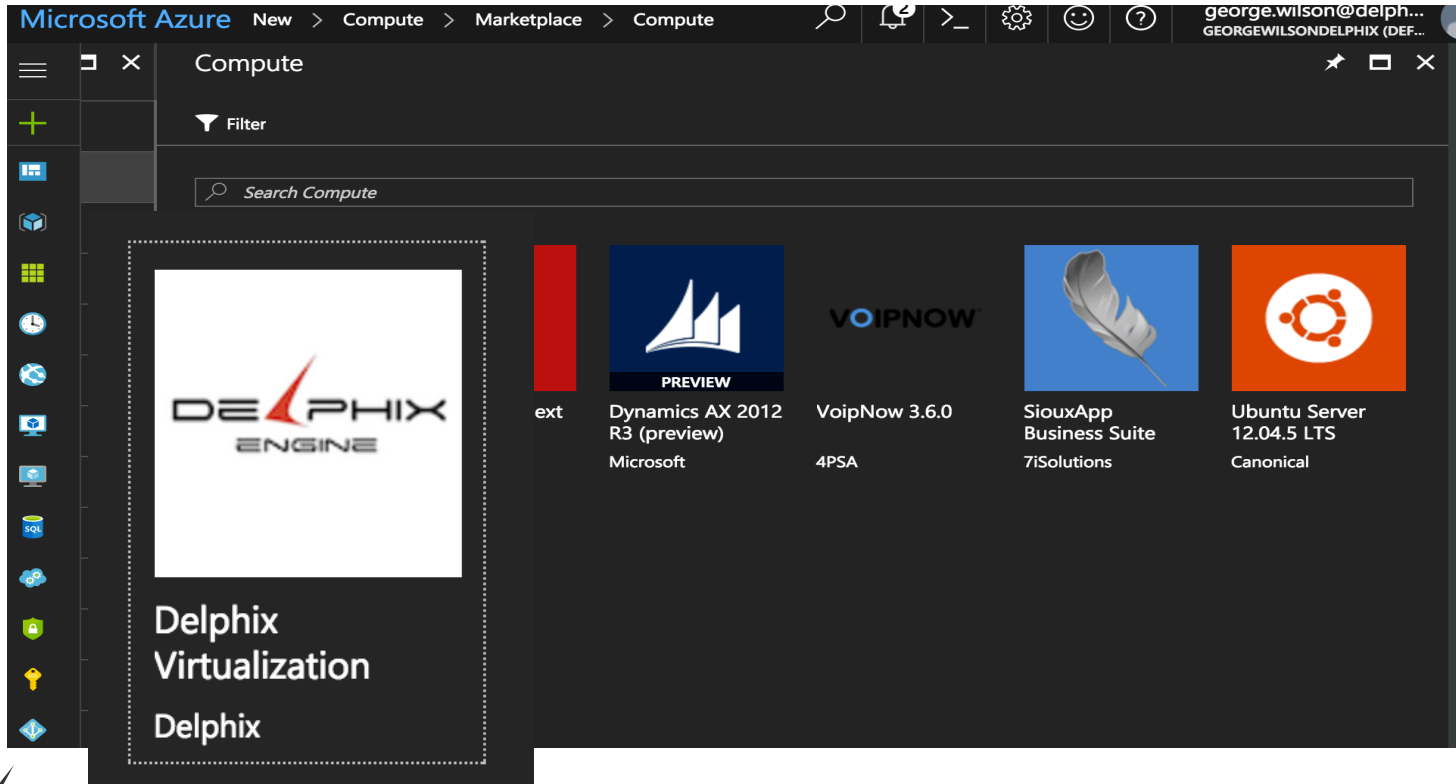 Microsoft Azure New > Compute > Marketplace > Compute
2
george.wilson@delph...
GEORGEWILSONDELPHIX (DEF...
Compute
Filter
Search Compute
DELPHIX
ENGINE
Delphix
Virtualization
Delphix
ext
PREVIEW
Dynamics AX 2012
R3 (preview)
Microsoft
VOIPNOW
VoipNow 3.6.0
4PSA
SiouxApp
Business Suite
7iSolutions
Ubuntu Server
12.04.5 LTS
Canonical
SQL